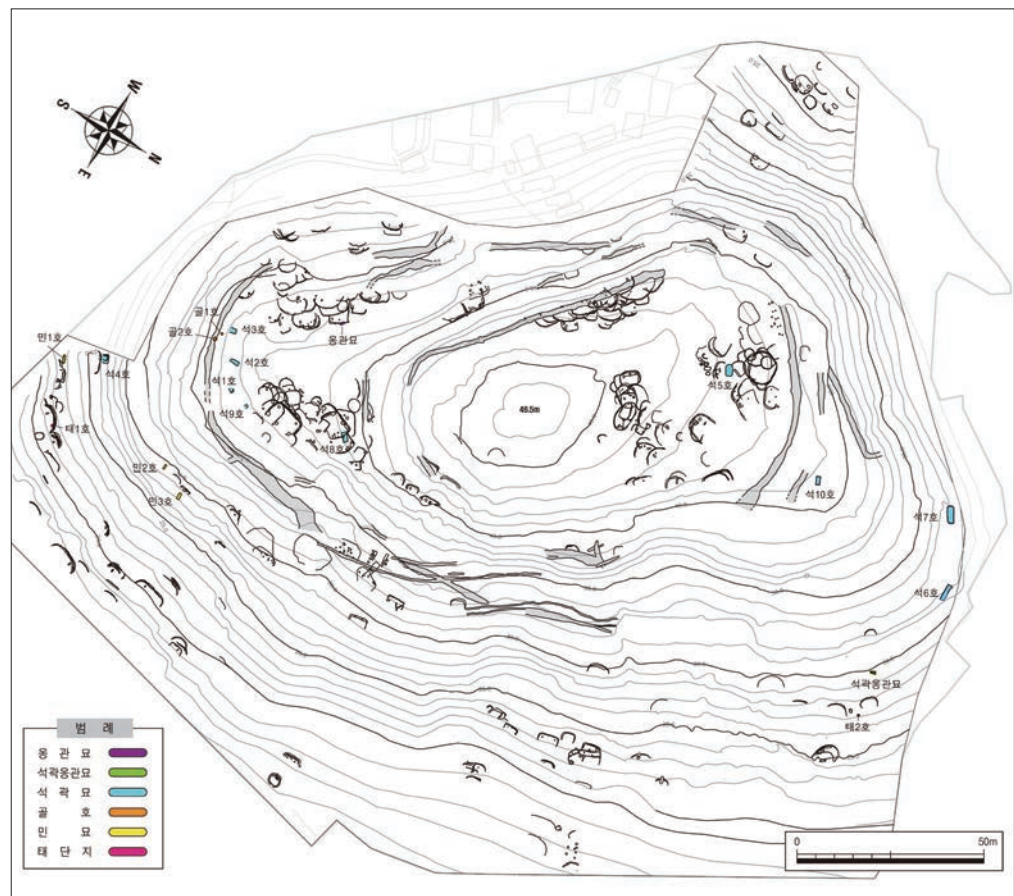 W
S
N
E
골1호
골2호
석3호
옹관묘
민1호
석4호
석2호
석1호
석5호
석9호
46.5m
태1호
석8호
민2호
민3호
석10호
석7호
석6호
석곽옹관묘
태2호
범 례
옹 관 묘
석곽옹관묘
석 곽 묘
골 호
민 묘
태 단 지
0 50m